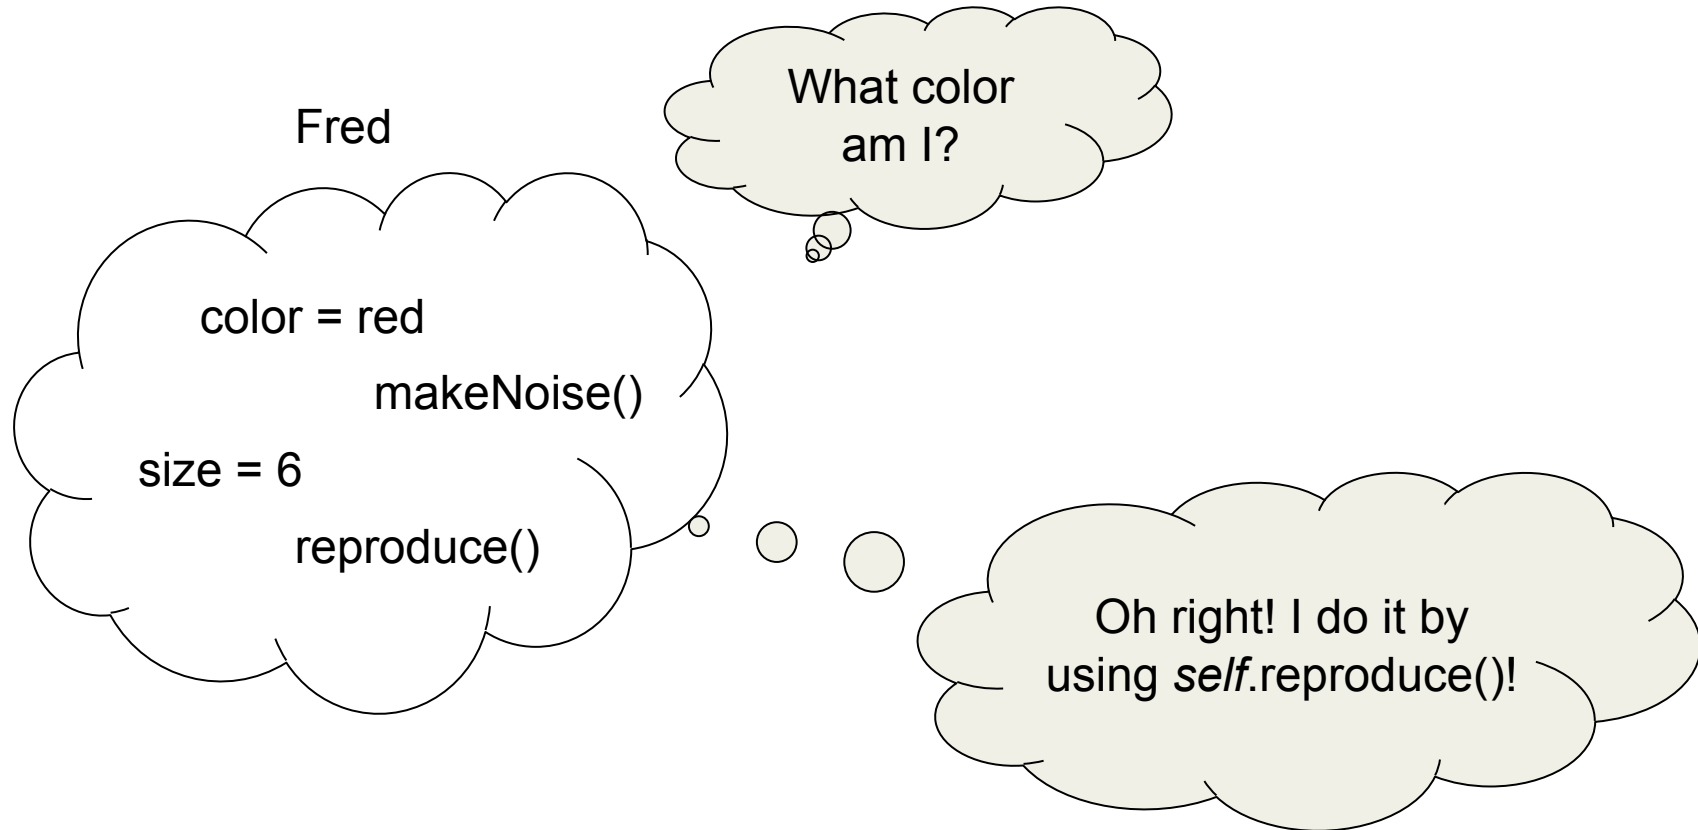 What color
am I?
Fred
color = red
makeNoise()
size = 6
reproduce()
Oh right! I do it by
using self.reproduce()!